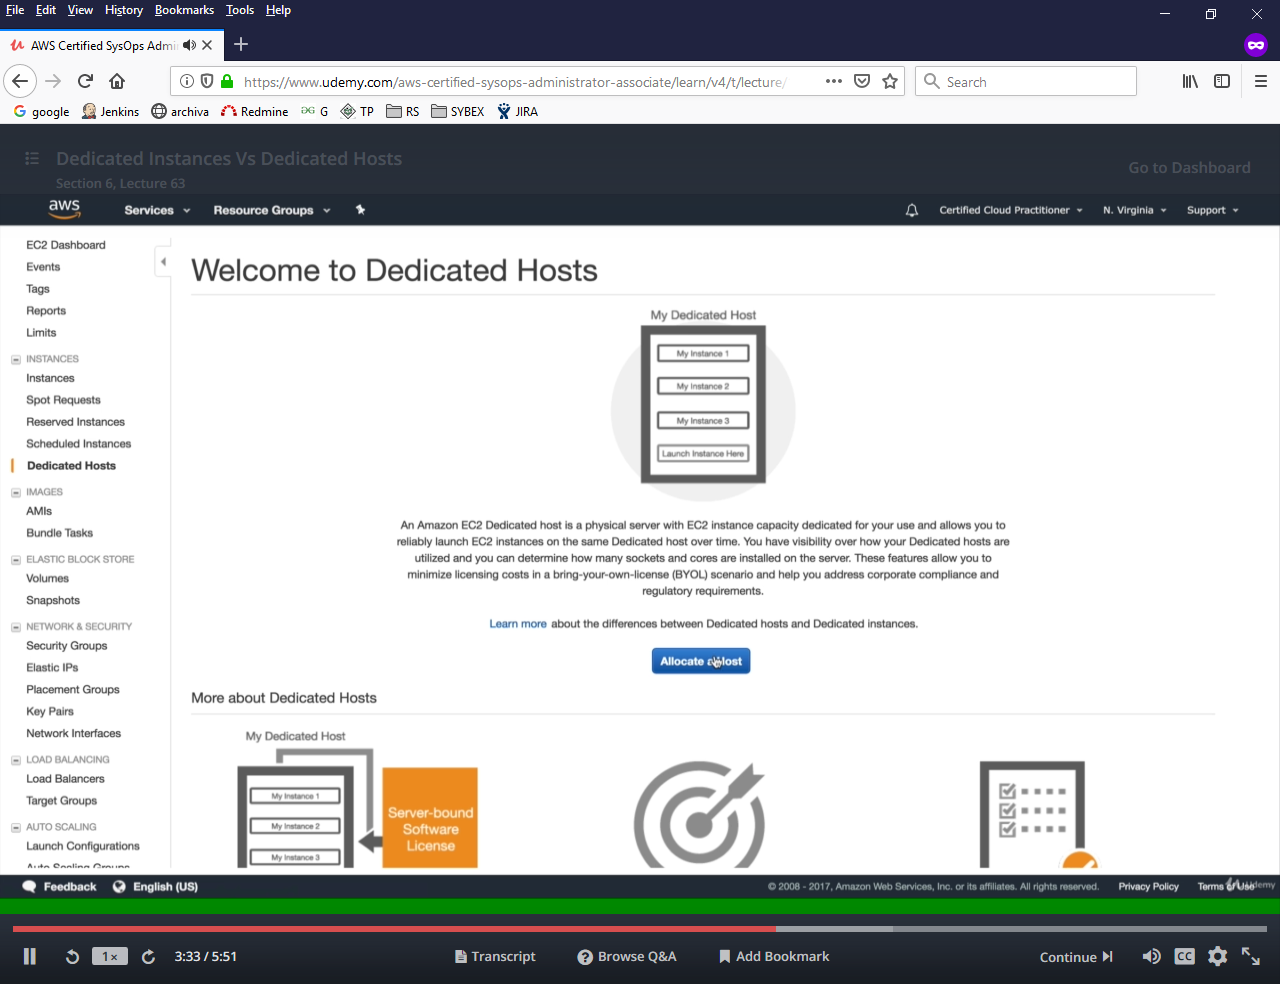 File Edit View History Bookmarks Tools Help
AWS Certified SysOps Admi
https://www.udemy.com/aws-certified-sysops-administrator-associate/learn/v4/t/lecture/
Search
google Jenkins archiva Redmine G TP RS SYBEX JIRA
Dedicated Instances Vs Dedicated Hosts
Section 6, Lecture 63
Go to Dashboard
aws Services Resource Groups Certified Cloud Practitioner N. Virginia Support
EC2 Dashboard
Events
Tags
Reports
Limits
INSTANCES
Instances
Spot Requests
Reserved Instances
Scheduled Instances
Dedicated Hosts
IMAGES
AMIs
Bundle Tasks
ELASTIC BLOCK STORE
Volumes
Snapshots
NETWORK & SECURITY
Security Groups
Elastic IPs
Placement Groups
Key Pairs
Network Interfaces
LOAD BALANCING
Load Balancers
Target Groups
AUTO SCALING
Launch Configurations
Auto Scaling Groups
Welcome to Dedicated Hosts
My Dedicated Host
My Instance 1
My Instance 2
My Instance 3
Launch Instance Here
An Amazon EC2 Dedicated host is a physical server with EC2 instance capacity dedicated for your use and allows you to
reliably launch EC2 instances on the same Dedicated host over time. You have visibility over how your Dedicated hosts are
utilized and you can determine how many sockets and cores are installed on the server. These features allow you to
minimize licensing costs in a bring-your-own-license (BYOL) scenario and help you address corporate compliance and
regulatory requirements.
Learn more about the differences between Dedicated hosts and Dedicated instances.
Allocate a Host
More about Dedicated Hosts
My Dedicated Host
My Instance 1
My Instance 2
My Instance 3
Server-bound
Software
License
Feedback English (US)
© 2008 - 2017, Amazon Web Services, Inc. or its affiliates. All rights reserved. Privacy Policy Terms of Use
Udemy
1x 3:33 / 5:51 Transcript Browse Q&A Add Bookmark Continue CC